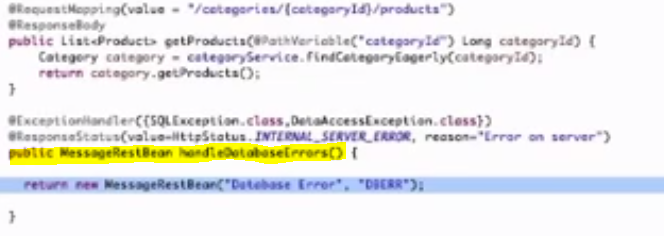 @RequestMapping(value = "/categories/{categoryId}/products")
@ResponseBody
public List<Product> getProducts(@PathVariable("categoryId") Long categoryId) {
Category category = categoryService.findCategoryEagerly(categoryId);
return category.getProducts();
}
@ExceptionHandler({SQLException.class,DataAccessException.class})
@ResponseStatus(value=HttpStatus.INTERNAL_SERVER_ERROR, reason="Error on server")
public MessageRestBean handleDatabaseErrors() {
return new MessageRestBean("Database Error", "DBERR");
}